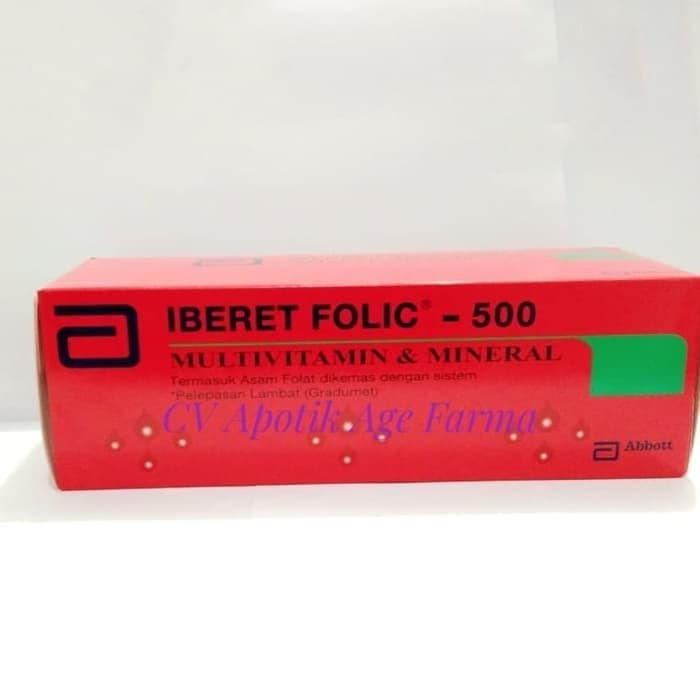 IBERET FOLIC® - 500
MULTIVITAMIN & MINERAL
Termasuk Asam Folat dikemas dengan sistem
"Pelepasan Lambat (Gradumet)
CV Apotik Age Farma
Abbott